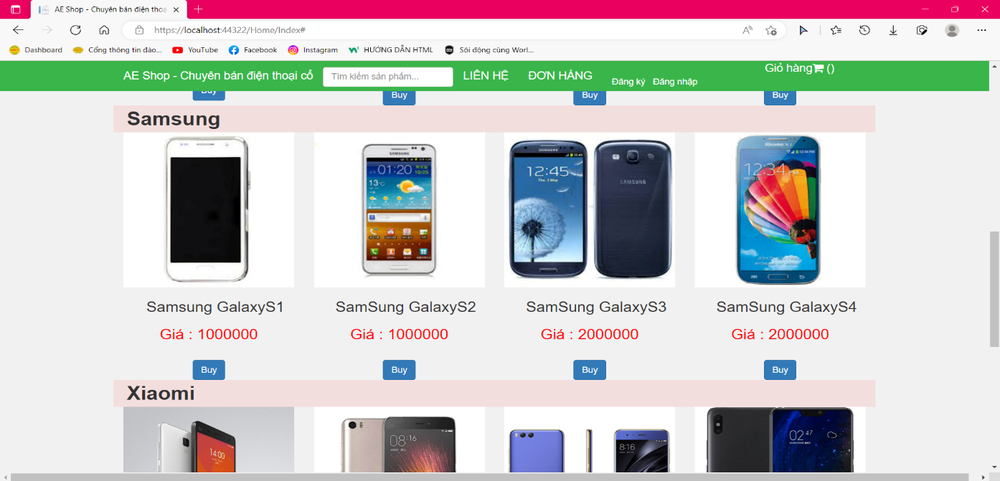 AE Shop - Chuyên bán điện thoạ
https://localhost:44322/Home/Index#
Dashboard Cổng thông tin đào... YouTube Facebook Instagram HƯỚNG DẪN HTML Sôi động cùng Worl...
AE Shop - Chuyên bán điện thoại cổ Tìm kiếm sản phẩm... LIÊN HỆ ĐƠN HÀNG Đăng ký Đăng nhập Giỏ hàng ()
Buy Buy Buy Buy
Samsung
01:20 12:45 SAMSUNG 12:34 PM
Samsung GalaxyS1 SamSung GalaxyS2 SamSung GalaxyS3 SamSung GalaxyS4
Giá : 1000000 Giá : 1000000 Giá : 2000000 Giá : 2000000
Buy Buy Buy Buy
Xiaomi
14:00 08:16 8:16 02 47